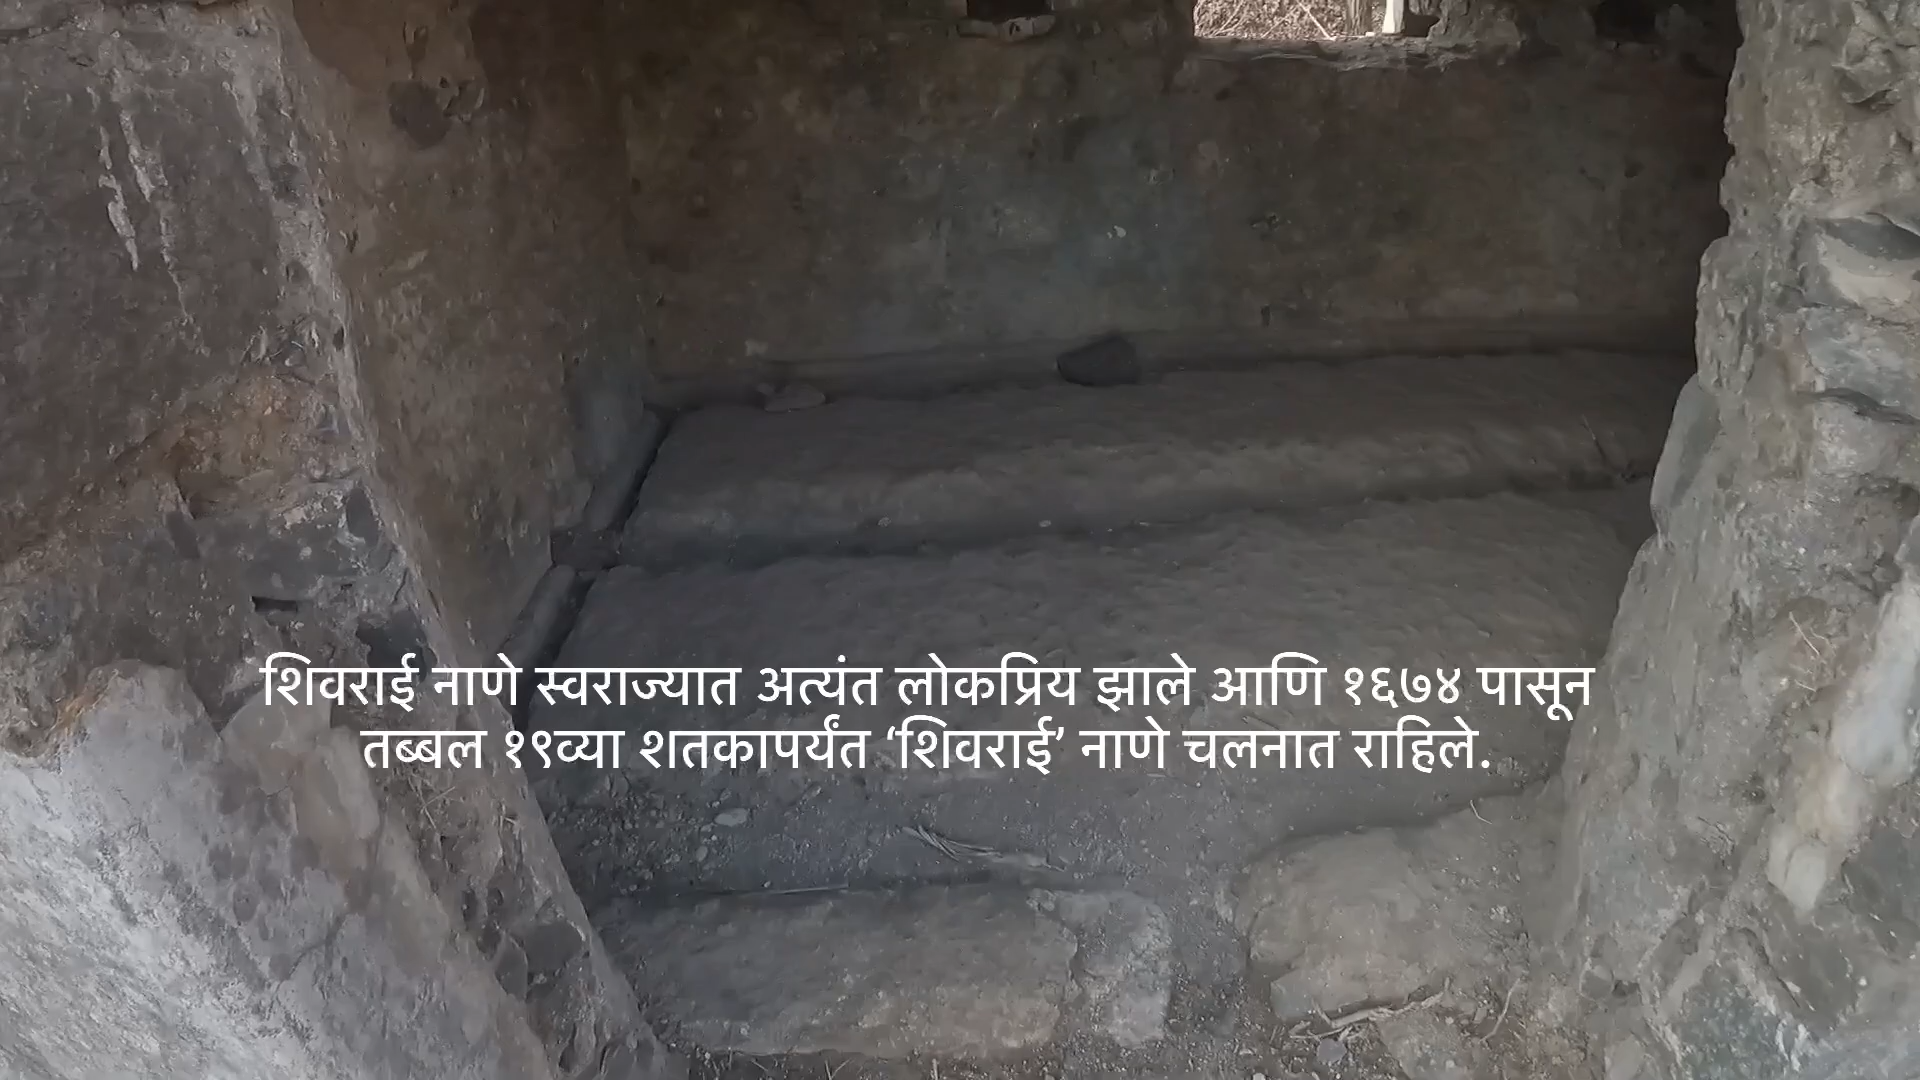 शिवराई नाणे स्वराज्यात अत्यंत लोकप्रिय झाले आणि १६७४ पासून
तब्बल १९व्या शतकापर्यंत ‘शिवराई’ नाणे चलनात राहिले.